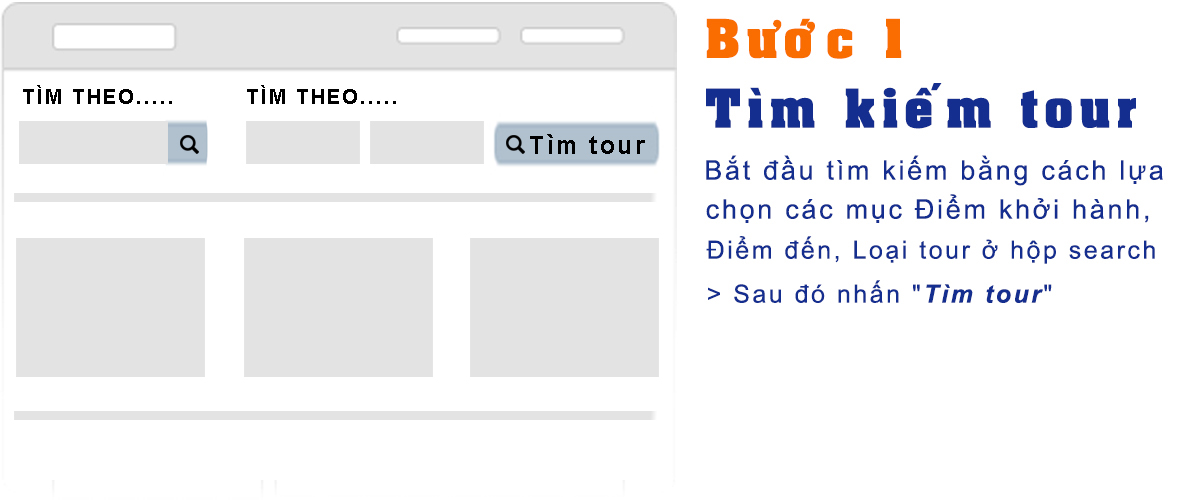 TÌM THEO.....
TÌM THEO.....
Tìm tour
Bước 1
Tìm kiếm tour
Bắt đầu tìm kiếm bằng cách lựa
chọn các mục Điểm khởi hành,
Điểm đến, Loại tour ở hộp search
> Sau đó nhấn "Tìm tour"